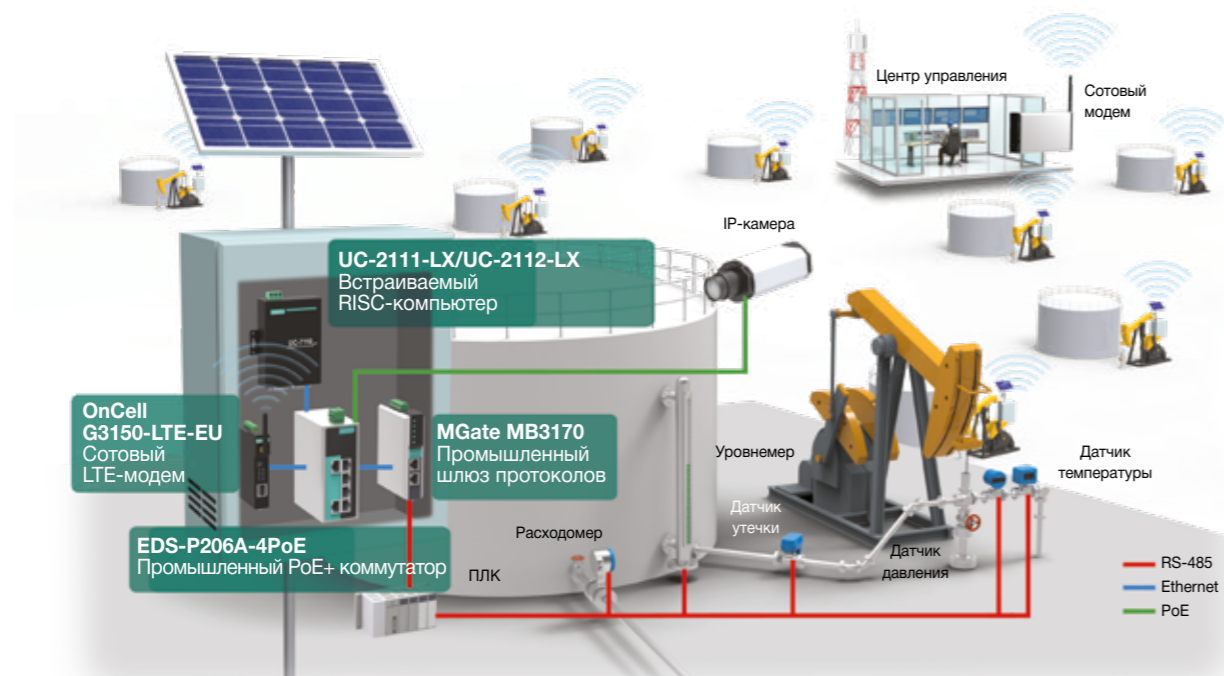 Центр управления
Сотовый
модем
IP-камера
UC-2111-LX/UC-2112-LX
Встраиваемый
RISC-компьютер
OnCell
G3150-LTE-EU
Сотовый
LTE-модем
MGate MB3170
Промышленный
шлюз протоколов
Уровнемер
Датчик
температуры
Датчик
утечки
Расходомер
EDS-P206A-4PoE
Промышленный PoE+ коммутатор
Датчик
давления
ПЛК
RS-485
Ethernet
PoE